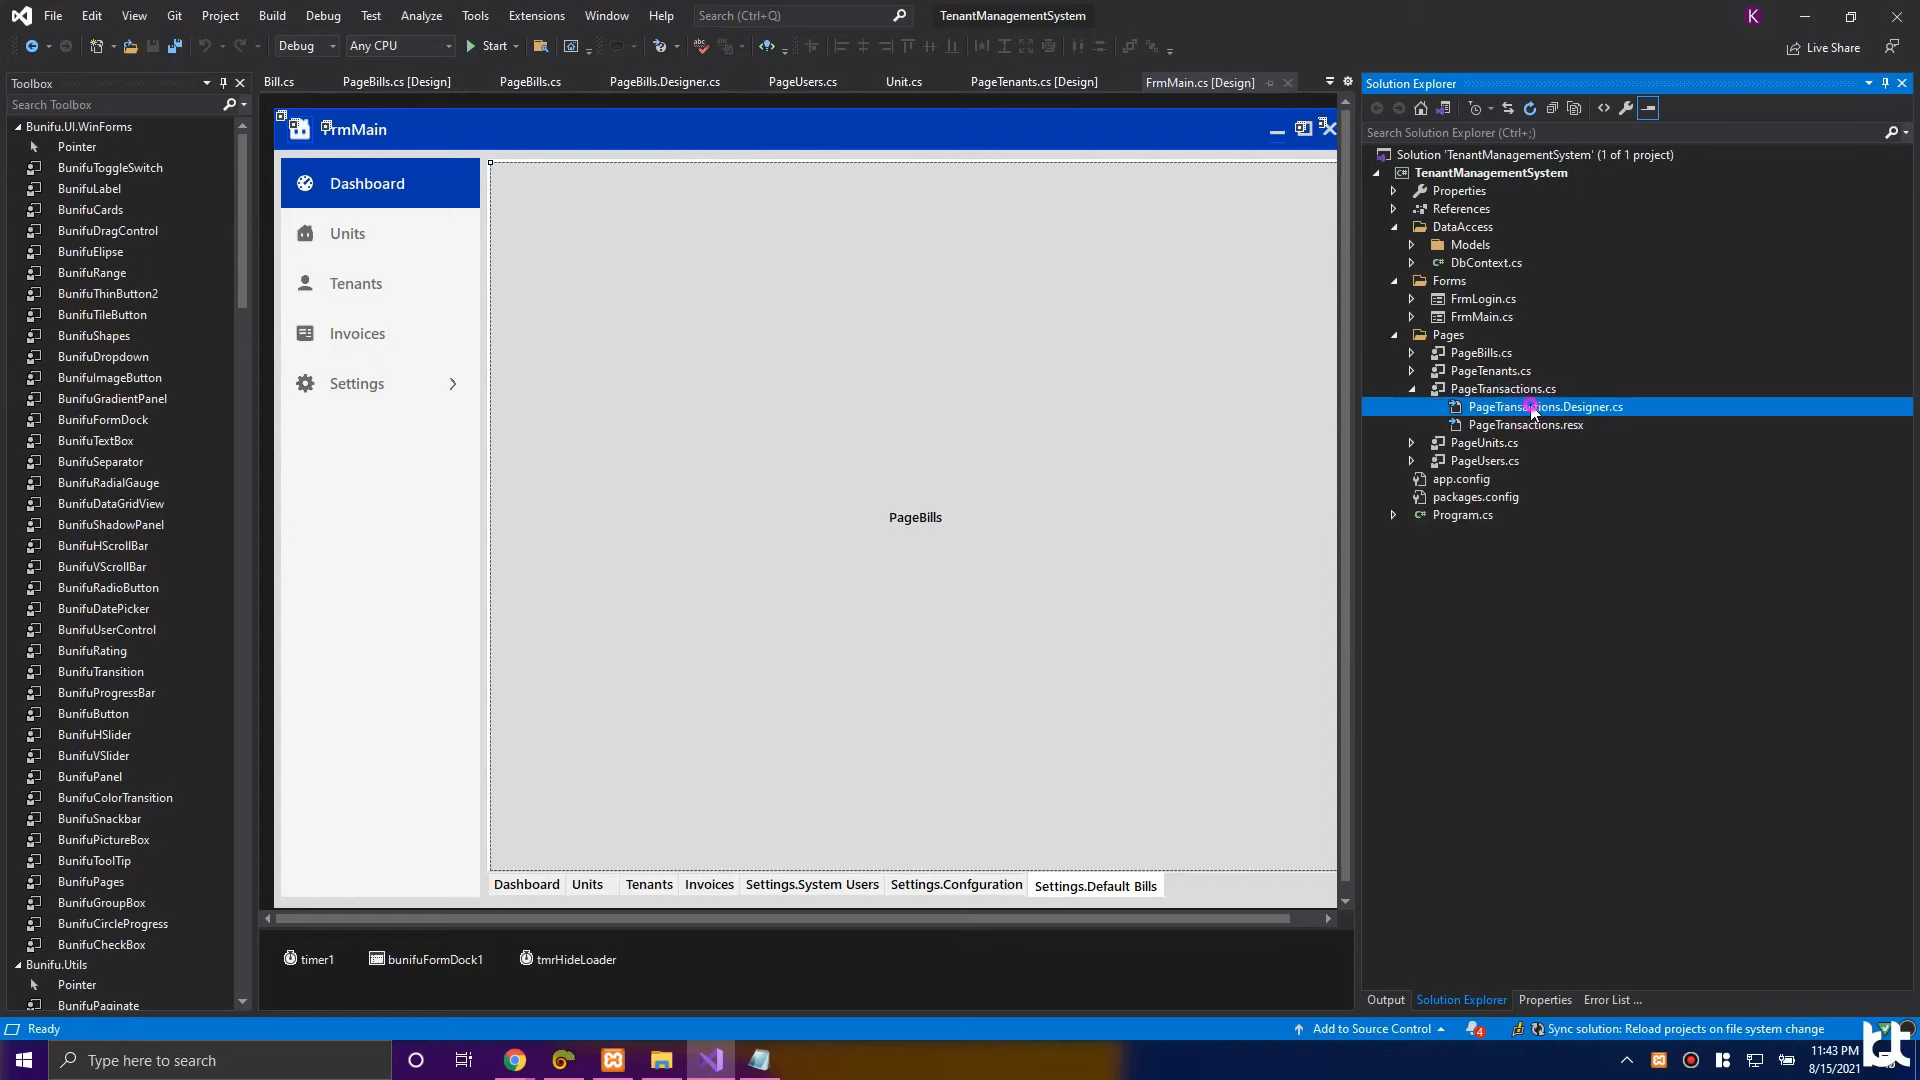 File Edit View Git Project Build Debug Test Analyze Tools Extensions Window Help Search (Ctrl+Q) TenantManagementSystem K
Debug Any CPU Start Live Share
Toolbox
Search Toolbox
Bunifu.UI.WinForms
Pointer
BunifuToggleSwitch
BunifuLabel
BunifuCards
BunifuDragControl
BunifuElipse
BunifuRange
BunifuThinButton2
BunifuTileButton
BunifuShapes
BunifuDropdown
BunifuImageButton
BunifuGradientPanel
BunifuFormDock
BunifuTextBox
BunifuSeparator
BunifuRadialGauge
BunifuDataGridView
BunifuShadowPanel
BunifuHScrollBar
BunifuVScrollBar
BunifuRadioButton
BunifuDatePicker
BunifuUserControl
BunifuRating
BunifuTransition
BunifuProgressBar
BunifuButton
BunifuHSlider
BunifuVSlider
BunifuPanel
BunifuColorTransition
BunifuSnackbar
BunifuPictureBox
BunifuToolTip
BunifuPages
BunifuGroupBox
BunifuCircleProgress
BunifuCheckBox
Bunifu.Utils
Pointer
BunifuPaginate
Bill.cs PageBills.cs [Design] PageBills.cs PageBills.Designer.cs PageUsers.cs Unit.cs PageTenants.cs [Design] FrmMain.cs [Design]
FrmMain
Dashboard
Units
Tenants
Invoices
Settings
PageBills
Dashboard Units Tenants Invoices Settings.System Users Settings.Confguration Settings.Default Bills
timer1 bunifuFormDock1 tmrHideLoader
Solution Explorer
Search Solution Explorer (Ctrl+;)
Solution 'TenantManagementSystem' (1 of 1 project)
TenantManagementSystem
Properties
References
DataAccess
Models
DbContext.cs
Forms
FrmLogin.cs
FrmMain.cs
Pages
PageBills.cs
PageTenants.cs
PageTransactions.cs
PageTransactions.Designer.cs
PageTransactions.resx
PageUnits.cs
PageUsers.cs
app.config
packages.config
Program.cs
Output Solution Explorer Properties Error List ...
Ready Add to Source Control 4 Sync solution: Reload projects on file system change
Type here to search
11:43 PM
8/15/2021